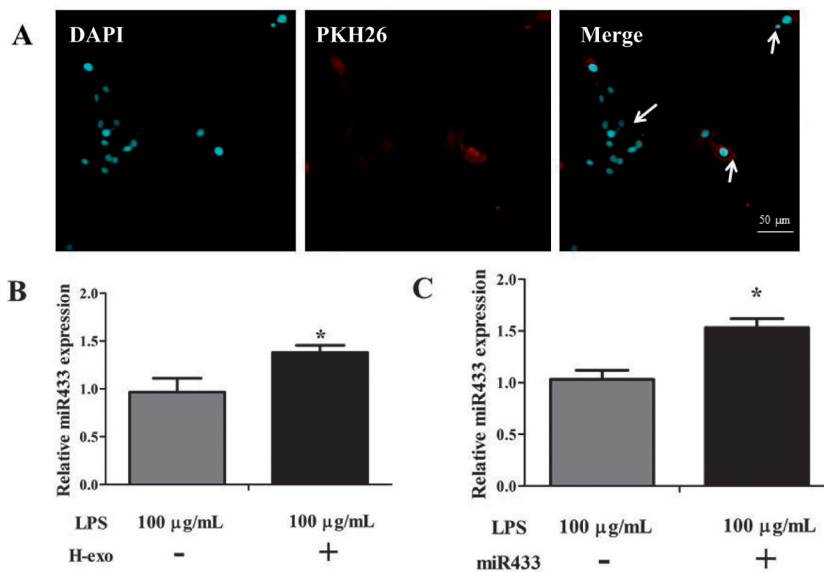 A
DAPI
PKH26
Merge
50 μm
B
Relative miR433 expression
2.0
1.5
1.0
0.5
0.0
*
LPS 100 μg/mL 100 μg/mL
H-exo - +
C
Relative miR433 expression
2.0
1.5
1.0
0.5
0.0
*
LPS 100 μg/mL 100 μg/mL
miR433 - +